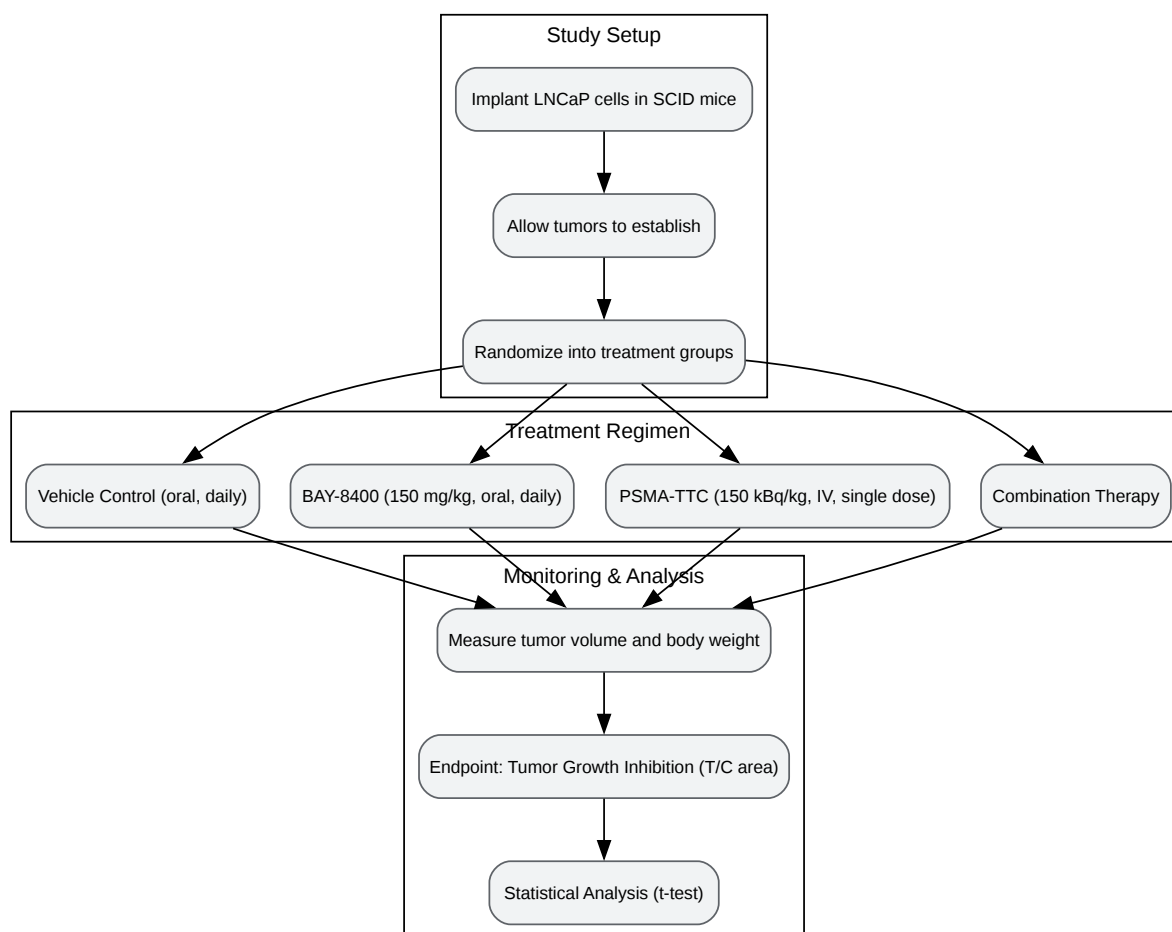 Study Setup
Implant LNCaP cells in SCID mice
Allow tumors to establish
Randomize into treatment groups
Treatment Regimen
Vehicle Control (oral, daily)
BAY-8400 (150 mg/kg, oral, daily)
PSMA-TTC (150 kBq/kg, IV, single dose)
Combination Therapy
Monitoring & Analysis
Measure tumor volume and body weight
Endpoint: Tumor Growth Inhibition (T/C area)
Statistical Analysis (t-test)